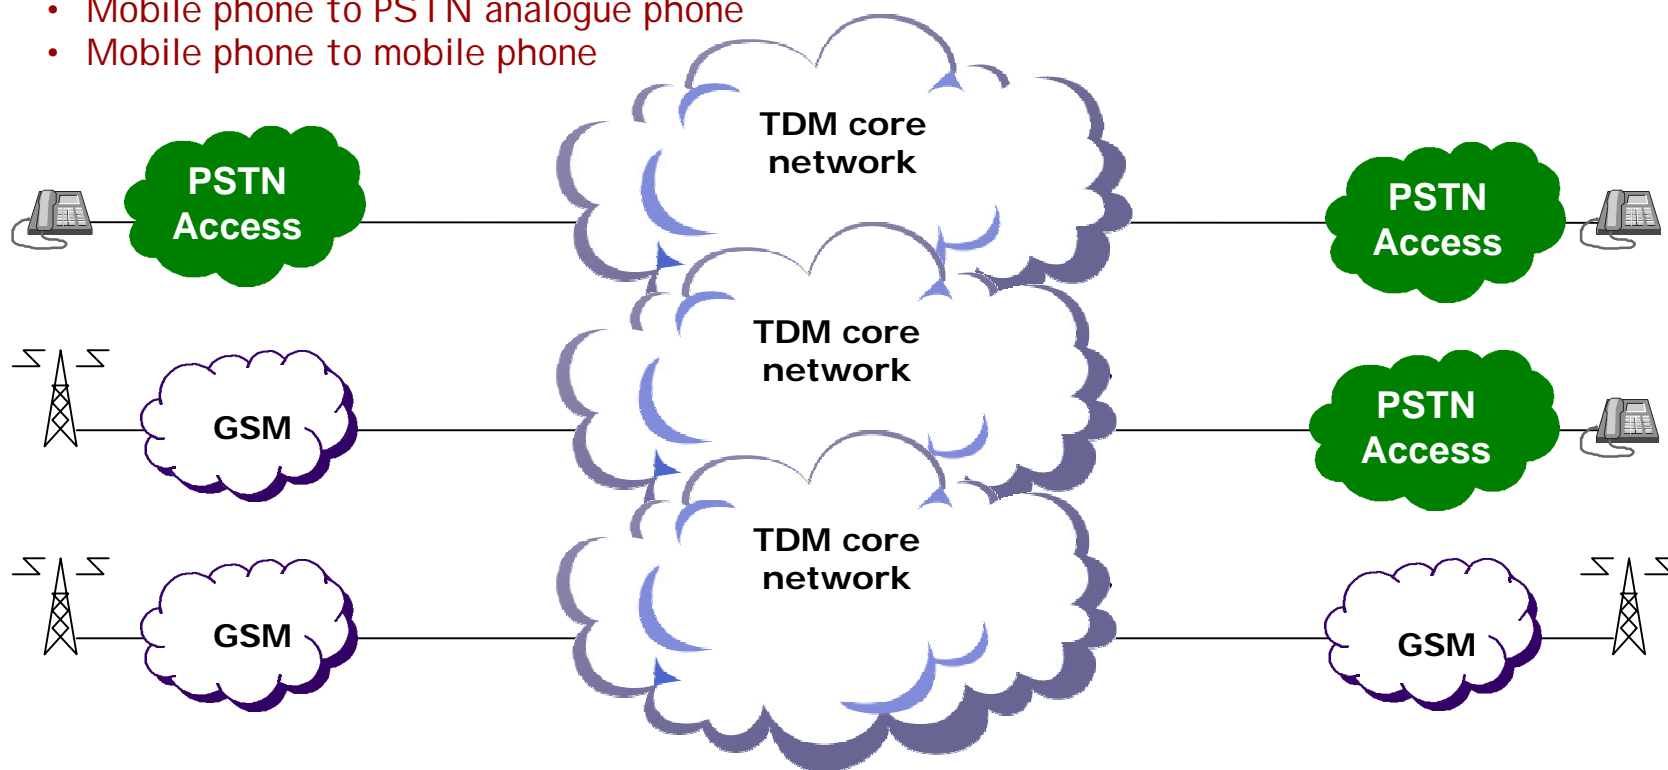 • Mobile phone to PSTN analogue phone
• Mobile phone to mobile phone
TDM core
network
PSTN
Access
PSTN
Access
TDM core
network
GSM
PSTN
Access
TDM core
network
GSM
GSM